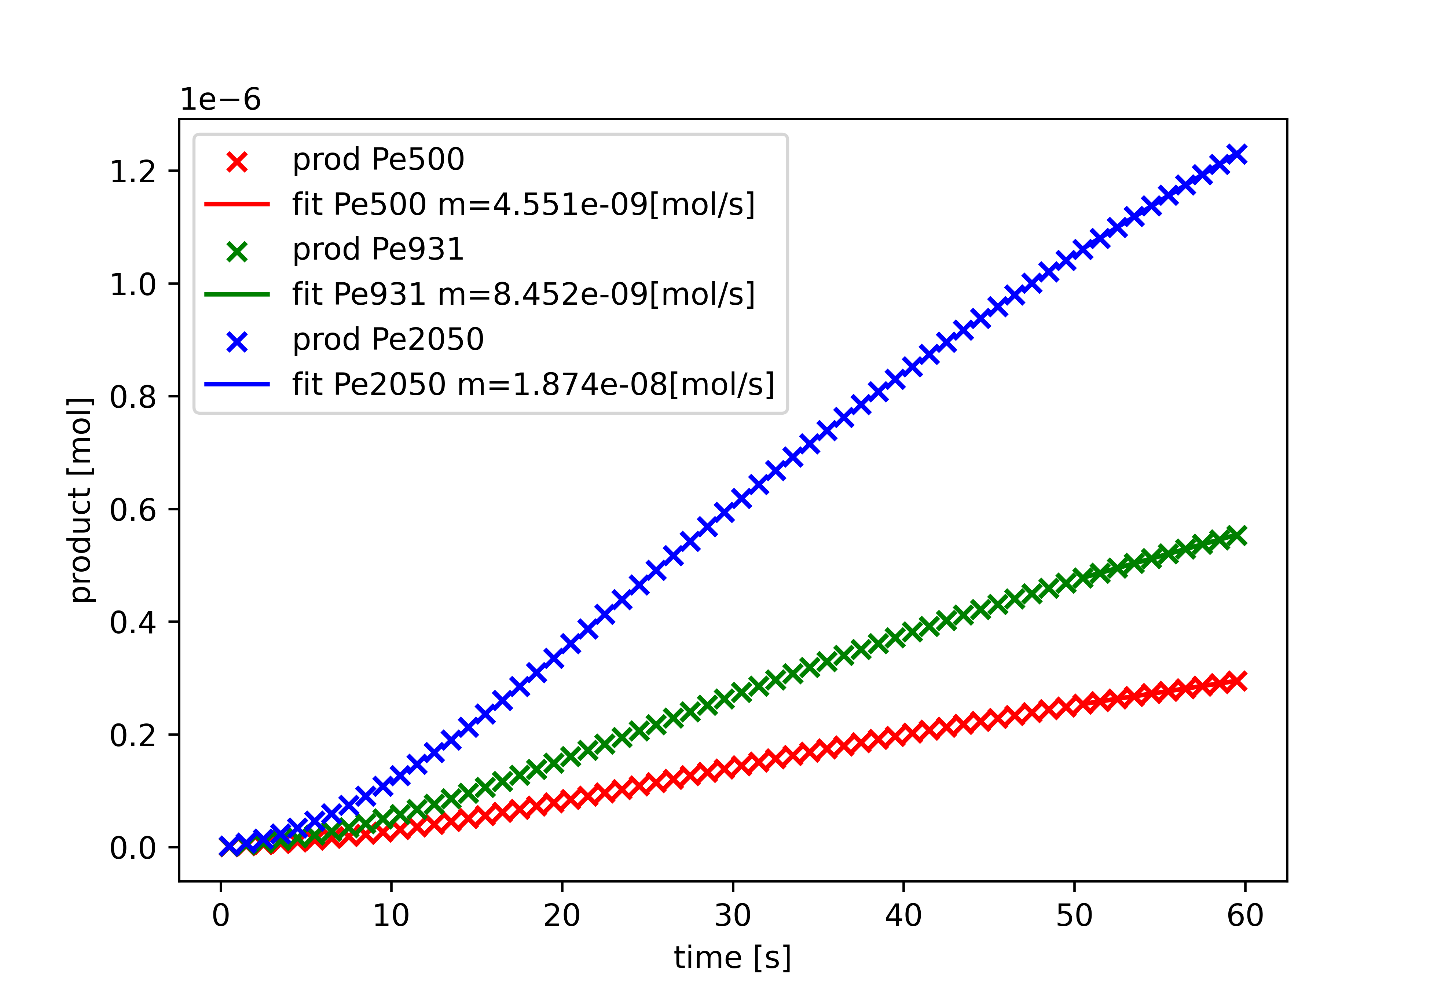 1e−6
prod Pe500
fit Pe500 m=4.551e-09[mol/s]
prod Pe931
fit Pe931 m=8.452e-09[mol/s]
prod Pe2050
fit Pe2050 m=1.874e-08[mol/s]
1.2
1.0
0.8
0.6
0.4
0.2
0.0
product [mol]
0 10 20 30 40 50 60
time [s]